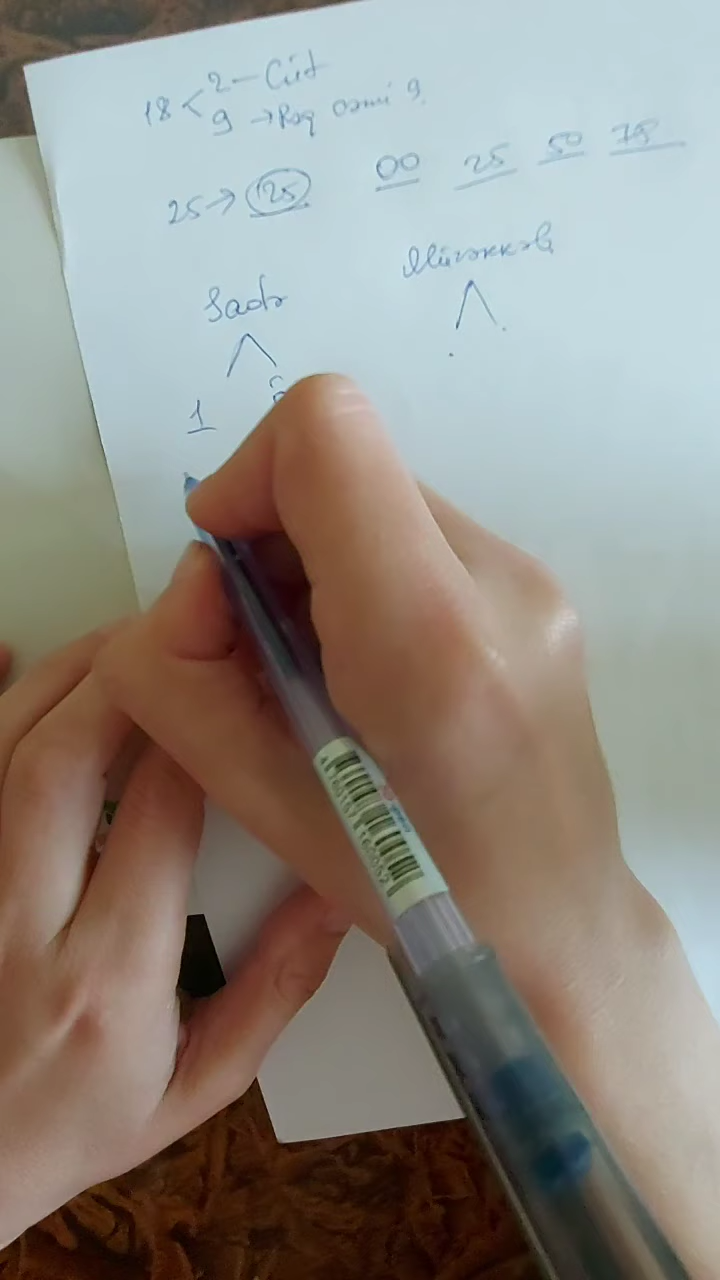 18 < 2 — Cüt
9 → Rəq cəmi 9.
25 → 25 00 25 50 75
Sadə Mürəkkəb
1